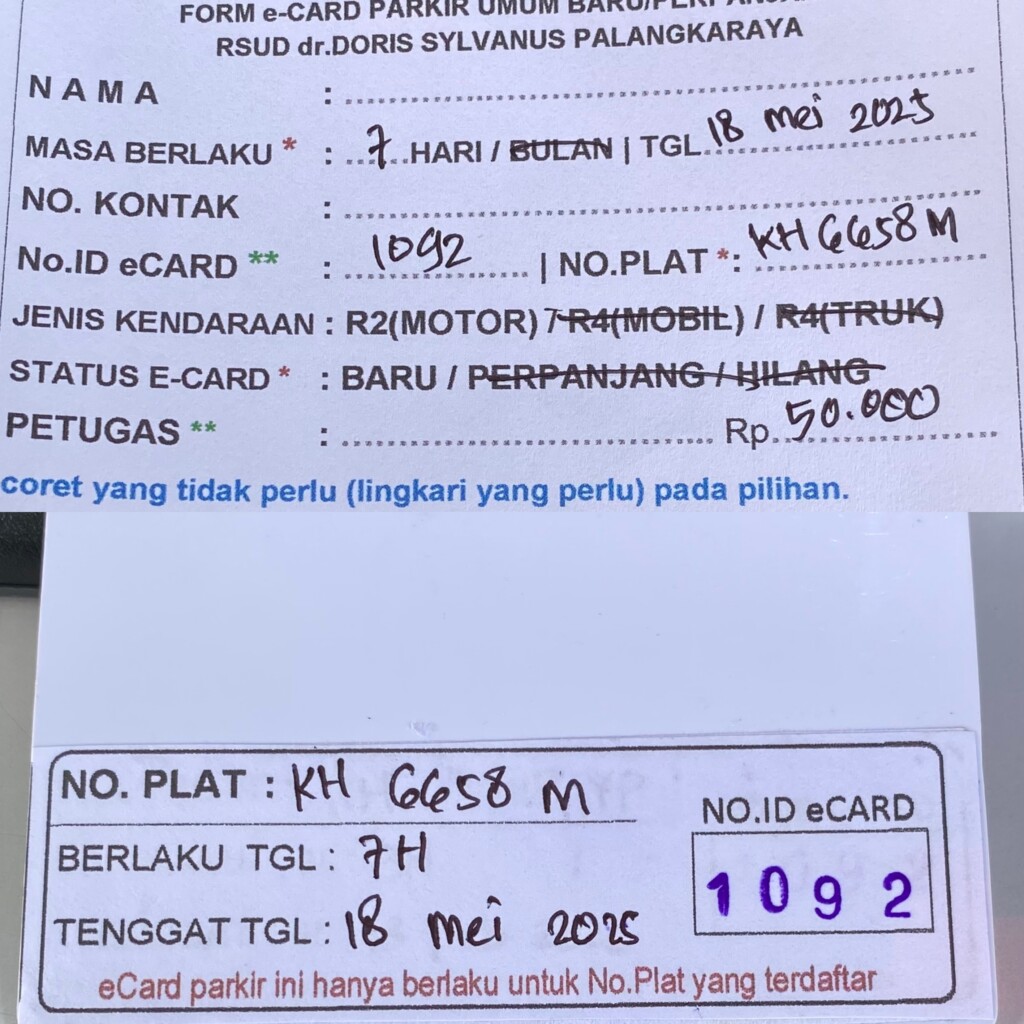 FORM e-CARD PARKIR UMUM BARU/PERPANJA
RSUD dr.DORIS SYLVANUS PALANGKARAYA
N A M A :
MASA BERLAKU * : 7 HARI / BULAN | TGL 18 mei 2025
NO. KONTAK :
No.ID eCARD ** : 1092 | NO.PLAT *: KH 6658 M
JENIS KENDARAAN : R2(MOTOR) / R4(MOBIL) / R4(TRUK)
STATUS E-CARD * : BARU / PERPANJANG / HILANG
PETUGAS ** : Rp. 50.000
coret yang tidak perlu (lingkari yang perlu) pada pilihan.
NO. PLAT : KH 6658 M
NO.ID eCARD
BERLAKU TGL : 7H
1092
TENGGAT TGL : 18 mei 2025
eCard parkir ini hanya berlaku untuk No.Plat yang terdaftar